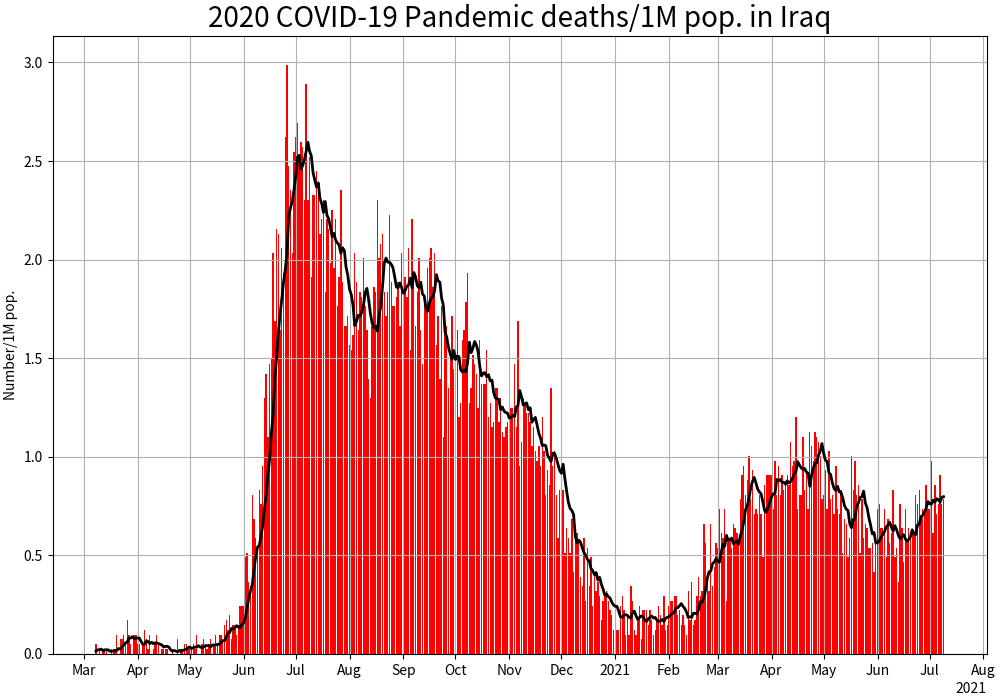 2020 COVID-19 Pandemic deaths/1M pop. in Iraq
Number/1M pop.
3.0
2.5
2.0
1.5
1.0
0.5
0.0
Mar Apr May Jun Jul Aug Sep Oct Nov Dec 2021 Feb Mar Apr May Jun Jul Aug
2021